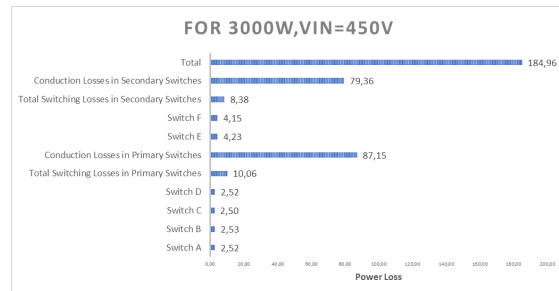 FOR 3000W,VIN=450V
Total
184,96
Conduction Losses in Secondary Switches
79,36
Total Switching Losses in Secondary Switches
8,38
Switch F
4,15
Switch E
4,23
Conduction Losses in Primary Switches
87,15
Total Switching Losses in Primary Switches
10,06
Switch D
2,52
Switch C
2,50
Switch B
2,53
Switch A
2,52
0,00 20,00 40,00 60,00 80,00 100,00 120,00 140,00 160,00 180,00 200,00
Power Loss